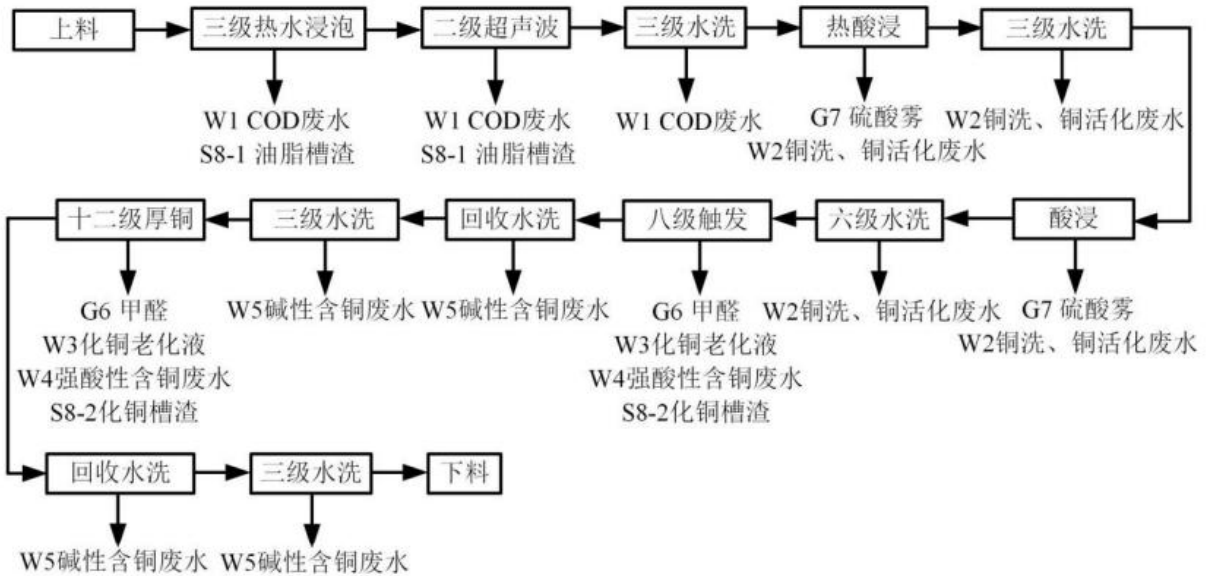 上料
三级热水浸泡
二级超声波
三级水洗
热酸浸
三级水洗
W1 COD废水
S8-1 油脂槽渣
W1 COD废水
S8-1 油脂槽渣
W1 COD废水
G7 硫酸雾
W2铜洗、铜活化废水
W2铜洗、铜活化废水
十二级厚铜
三级水洗
回收水洗
八级触发
六级水洗
酸浸
G6 甲醛
W3化铜老化液
W4强酸性含铜废水
S8-2化铜槽渣
W5碱性含铜废水
W5碱性含铜废水
G6 甲醛
W3化铜老化液
W4强酸性含铜废水
S8-2化铜槽渣
W2铜洗、铜活化废水
G7 硫酸雾
W2铜洗、铜活化废水
回收水洗
三级水洗
下料
W5碱性含铜废水
W5碱性含铜废水